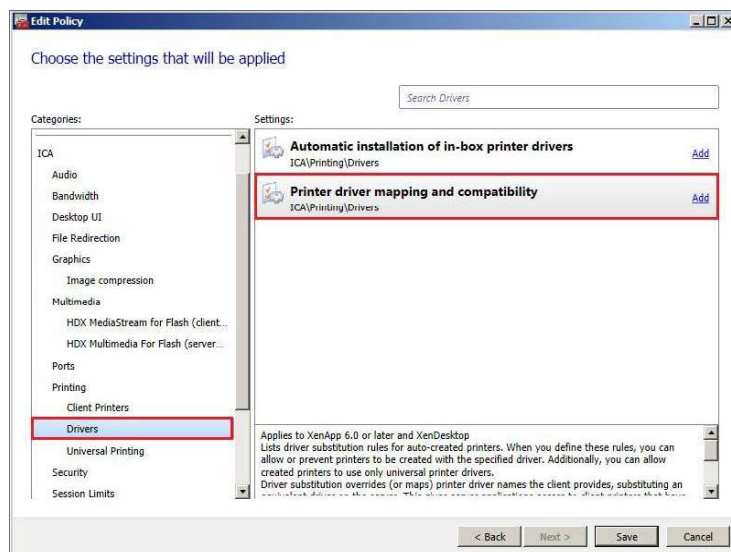 Edit Policy
Choose the settings that will be applied
Search Drivers
Categories:
Settings:
ICA
Audio
Bandwidth
Desktop UI
File Redirection
Graphics
Image compression
Multimedia
HDX MediaStream for Flash (client...
HDX Multimedia For Flash (server...
Ports
Printing
Client Printers
Drivers
Universal Printing
Security
Session Limits
Automatic installation of in-box printer drivers
ICA\Printing\Drivers
Add
Printer driver mapping and compatibility
ICA\Printing\Drivers
Add
Applies to XenApp 6.0 or later and XenDesktop
Lists driver substitution rules for auto-created printers. When you define these rules, you can
allow or prevent printers to be created with the specified driver. Additionally, you can allow
created printers to use only universal printer drivers.
Driver substitution overrides (or maps) printer driver names the client provides, substituting an
< Back
Next >
Save
Cancel